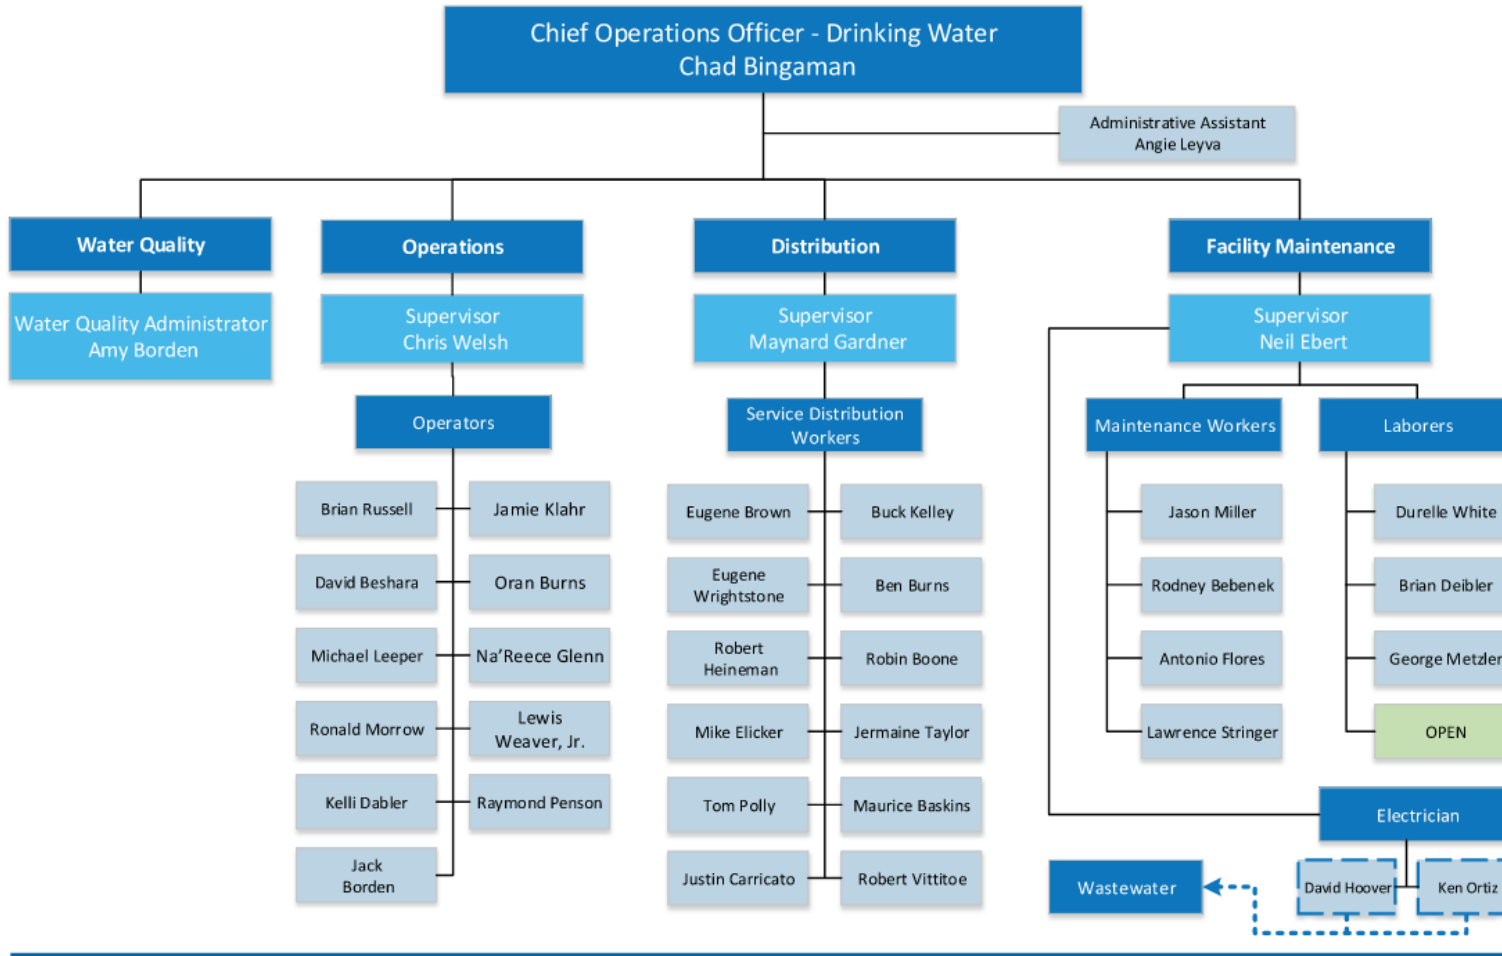 Chief Operations Officer - Drinking Water
Chad Bingaman
Administrative Assistant
Angie Leyva
Water Quality
Water Quality Administrator
Amy Borden
Operations
Supervisor
Chris Welsh
Operators
Brian Russell
Jamie Klahr
David Beshara
Oran Burns
Michael Leeper
Na'Reece Glenn
Ronald Morrow
Lewis
Weaver, Jr.
Kelli Dabler
Raymond Penson
Jack
Borden
Distribution
Supervisor
Maynard Gardner
Service Distribution
Workers
Eugene Brown
Buck Kelley
Eugene
Wrightstone
Ben Burns
Robert
Heineman
Robin Boone
Mike Elicker
Jermaine Taylor
Tom Polly
Maurice Baskins
Justin Carricato
Robert Vittitoe
Facility Maintenance
Supervisor
Neil Ebert
Maintenance Workers
Jason Miller
Rodney Bebenek
Antonio Flores
Lawrence Stringer
Laborers
Durelle White
Brian Deibler
George Metzler
OPEN
Electrician
David Hoover
Ken Ortiz
Wastewater